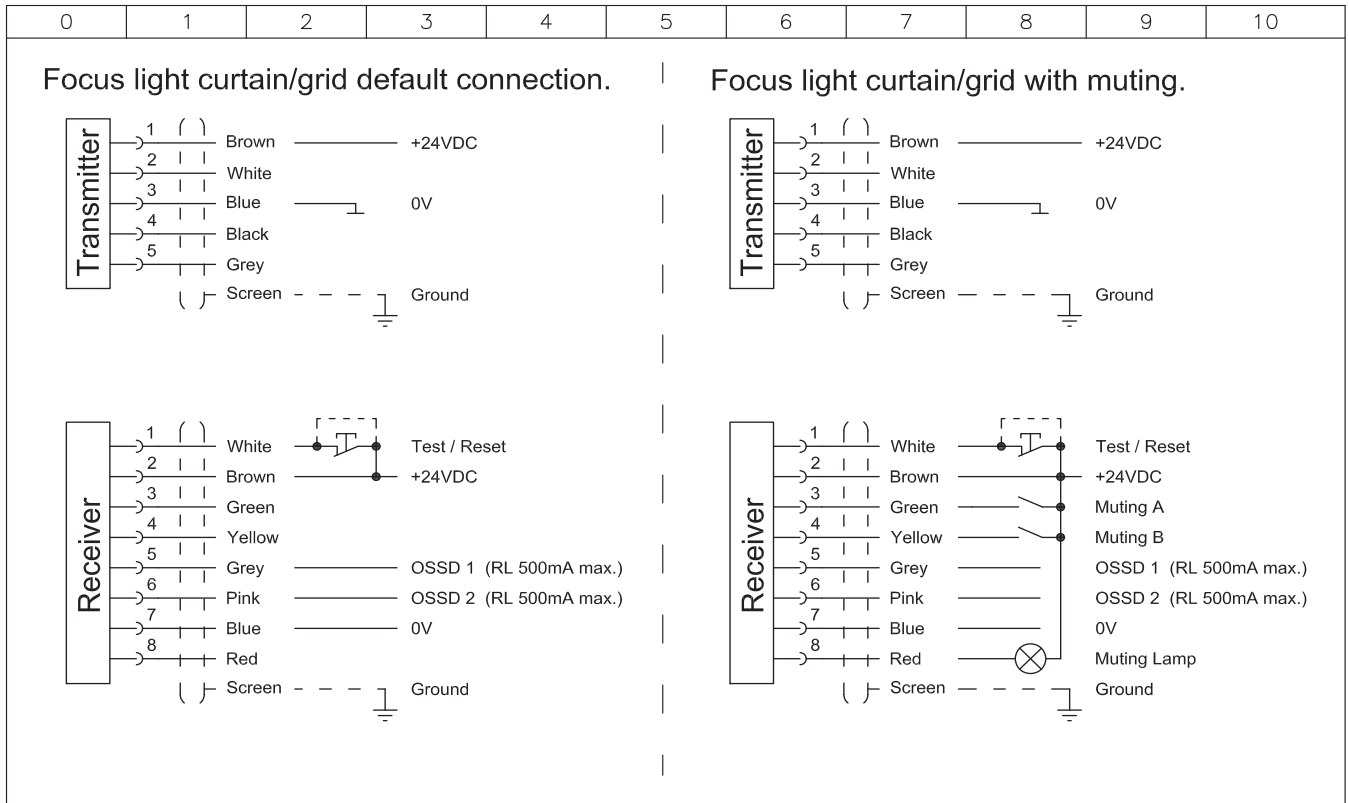 0 1 2 3 4 5 6 7 8 9 10
Focus light curtain/grid default connection.
Transmitter
1 Brown +24VDC
2 White
3 Blue 0V
4 Black
5 Grey
Screen Ground
Receiver
1 White Test / Reset
2 Brown +24VDC
3 Green
4 Yellow
5 Grey OSSD 1 (RL 500mA max.)
6 Pink OSSD 2 (RL 500mA max.)
7 Blue 0V
8 Red
Screen Ground
Focus light curtain/grid with muting.
Transmitter
1 Brown +24VDC
2 White
3 Blue 0V
4 Black
5 Grey
Screen Ground
Receiver
1 White Test / Reset
2 Brown +24VDC
3 Green Muting A
4 Yellow Muting B
5 Grey OSSD 1 (RL 500mA max.)
6 Pink OSSD 2 (RL 500mA max.)
7 Blue 0V
8 Red Muting Lamp
Screen Ground